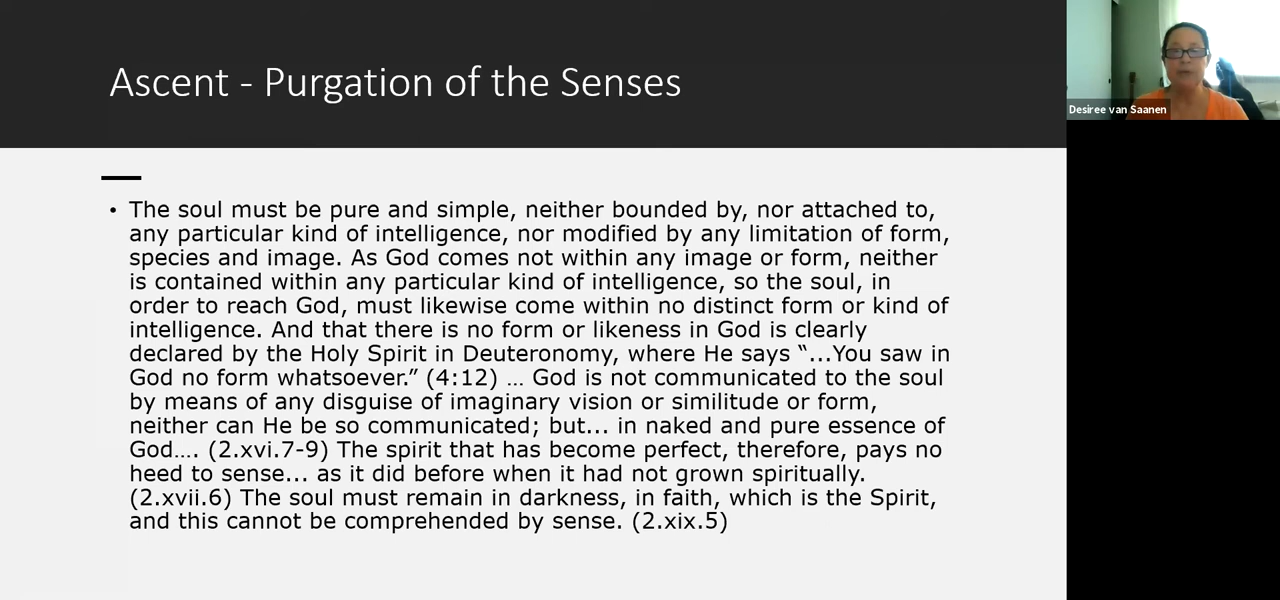 Ascent - Purgation of the Senses
Desiree van Saanen
• The soul must be pure and simple, neither bounded by, nor attached to,
any particular kind of intelligence, nor modified by any limitation of form,
species and image. As God comes not within any image or form, neither
is contained within any particular kind of intelligence, so the soul, in
order to reach God, must likewise come within no distinct form or kind of
intelligence. And that there is no form or likeness in God is clearly
declared by the Holy Spirit in Deuteronomy, where He says “...You saw in
God no form whatsoever.” (4:12) … God is not communicated to the soul
by means of any disguise of imaginary vision or similitude or form,
neither can He be so communicated; but... in naked and pure essence of
God…. (2.xvi.7-9) The spirit that has become perfect, therefore, pays no
heed to sense... as it did before when it had not grown spiritually.
(2.xvii.6) The soul must remain in darkness, in faith, which is the Spirit,
and this cannot be comprehended by sense. (2.xix.5)